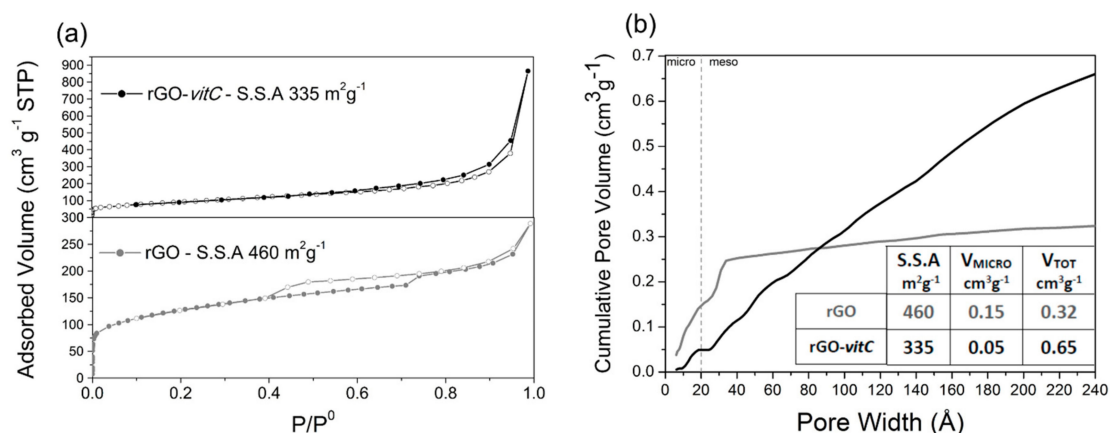 (a)
Adsorbed Volume (cm³ g⁻¹ STP)
900
800
700
600
500
400
300
200
100
rGO-vitC - S.S.A 335 m²g⁻¹
300
250
200
150
100
50
0
rGO - S.S.A 460 m²g⁻¹
0.0 0.2 0.4 0.6 0.8 1.0
P/P⁰
(b)
Cumulative Pore Volume (cm³g⁻¹)
0.7
0.6
0.5
0.4
0.3
0.2
0.1
0.0
micro meso
S.S.A m²g⁻¹ V_MICRO cm³g⁻¹ V_TOT cm³g⁻¹
rGO 460 0.15 0.32
rGO-vitC 335 0.05 0.65
0 20 40 60 80 100 120 140 160 180 200 220 240
Pore Width (Å)